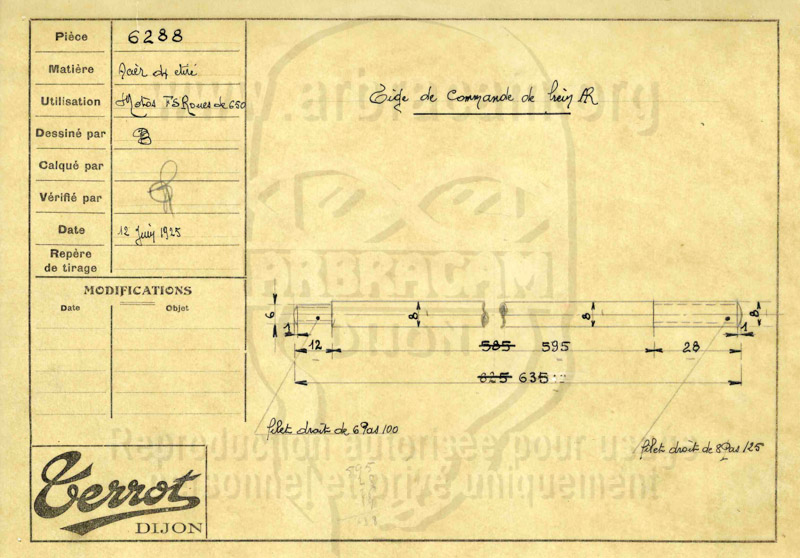 Pièce 6288
Matière Acier dx etiré
Utilisation Motos FS Roues de 650
Dessiné par
Calqué par
Vérifié par
Date 12 Juin 1925
Repère
de tirage
MODIFICATIONS
Date Objet
Tige de Commande de frein AR
www.arbracam.org
ARBRACAM
DIJON
6 8 8 8
1 1
12 585 595 28
625 635
filet droit de 6 Pas 100
filet droit de 8 Pas 125
Reproduction autorisée pour usage
personnel et privé uniquement
595
Terrot
DIJON